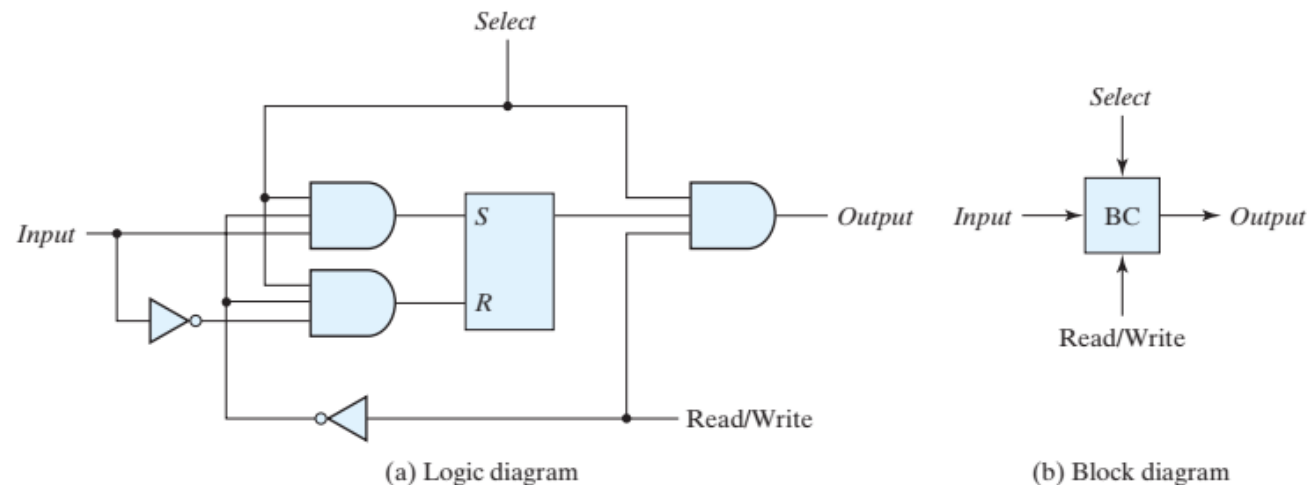 Select
Input
S
R
Output
Read/Write
(a) Logic diagram
Select
Input
BC
Output
Read/Write
(b) Block diagram